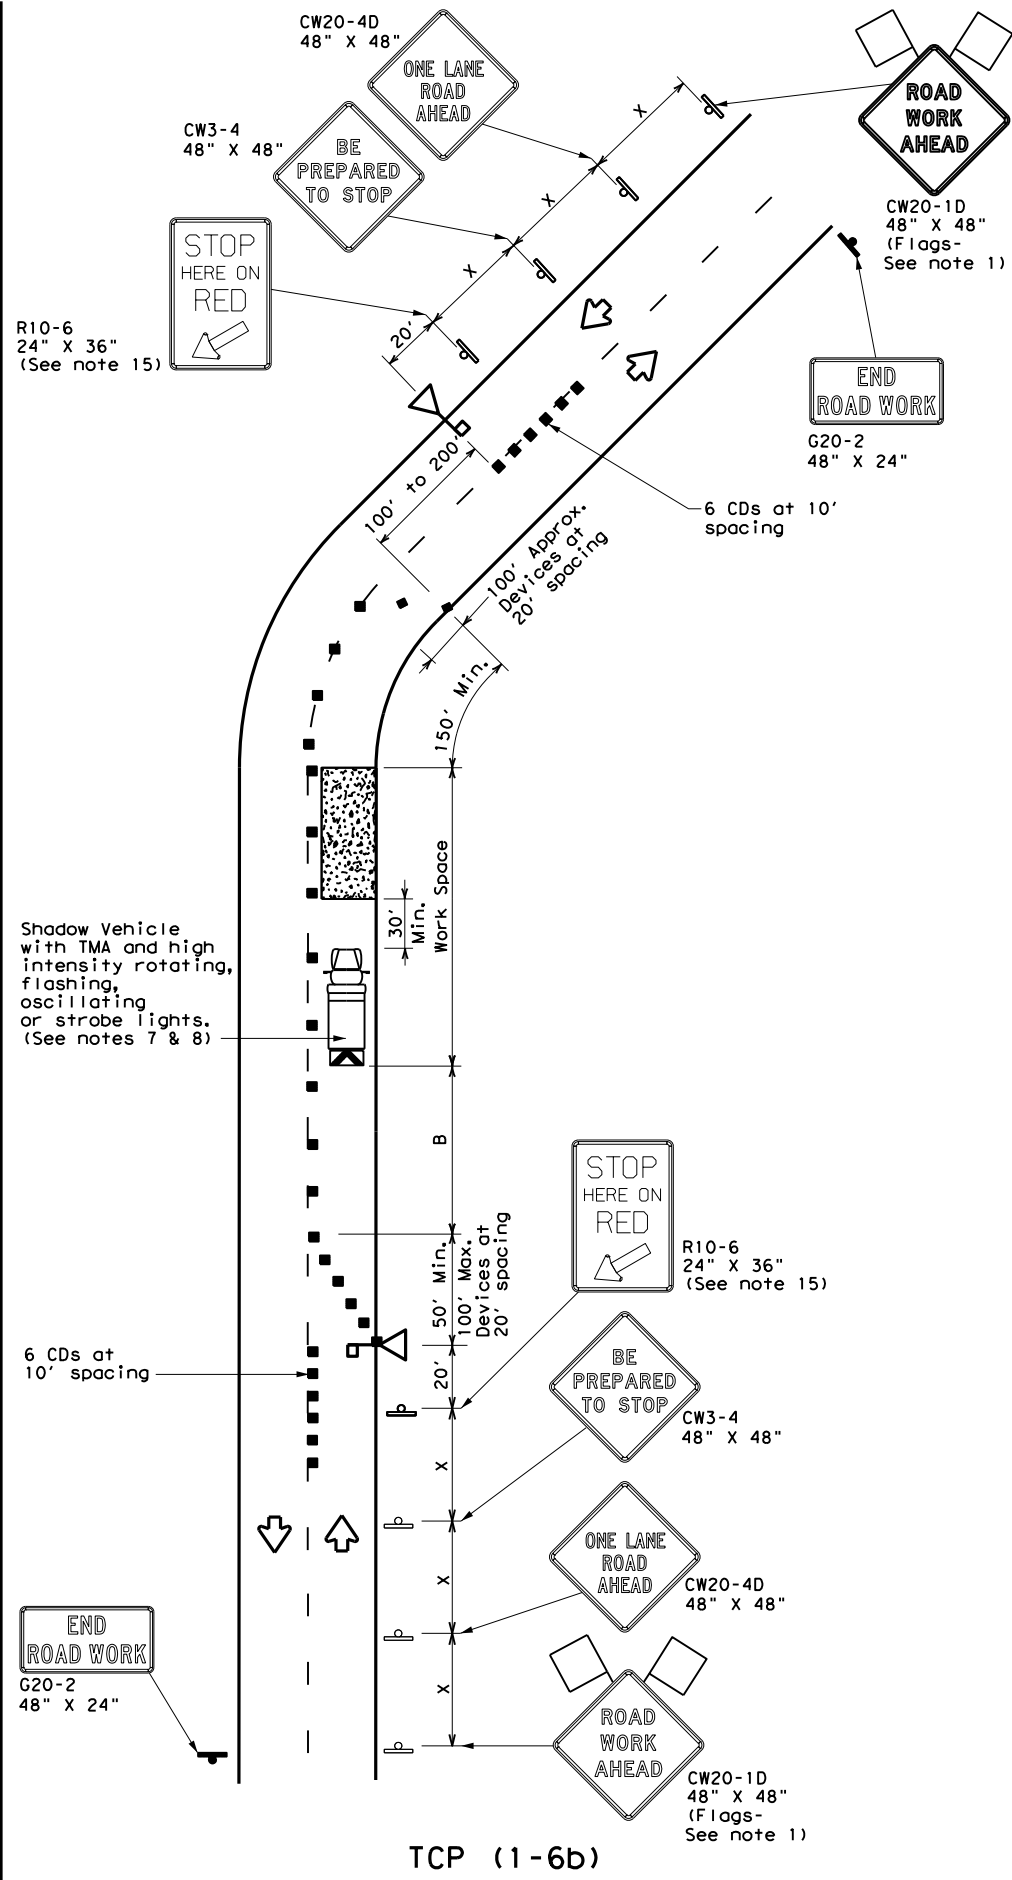 CW20-4D
48" X 48"
ONE LANE
ROAD
AHEAD
ROAD
WORK
AHEAD
CW20-1D
48" X 48"
(Flags-
See note 1)
CW3-4
48" X 48"
BE
PREPARED
TO STOP
X
X
X
20'
STOP
HERE ON
RED
R10-6
24" X 36"
(See note 15)
END
ROAD WORK
G20-2
48" X 24"
6 CDs at 10'
spacing
100' to 200'
100' Approx.
Devices at
20' spacing
150' Min.
Work Space
30'
Min.
Shadow Vehicle
with TMA and high
intensity rotating,
flashing,
oscillating
or strobe lights.
(See notes 7 & 8)
B
50' Min.
100' Max.
Devices at
20' spacing
STOP
HERE ON
RED
R10-6
24" X 36"
(See note 15)
6 CDs at
10' spacing
20'
BE
PREPARED
TO STOP
CW3-4
48" X 48"
X
X
X
ONE LANE
ROAD
AHEAD
CW20-4D
48" X 48"
END
ROAD WORK
G20-2
48" X 24"
ROAD
WORK
AHEAD
CW20-1D
48" X 48"
(Flags-
See note 1)
TCP (1-6b)